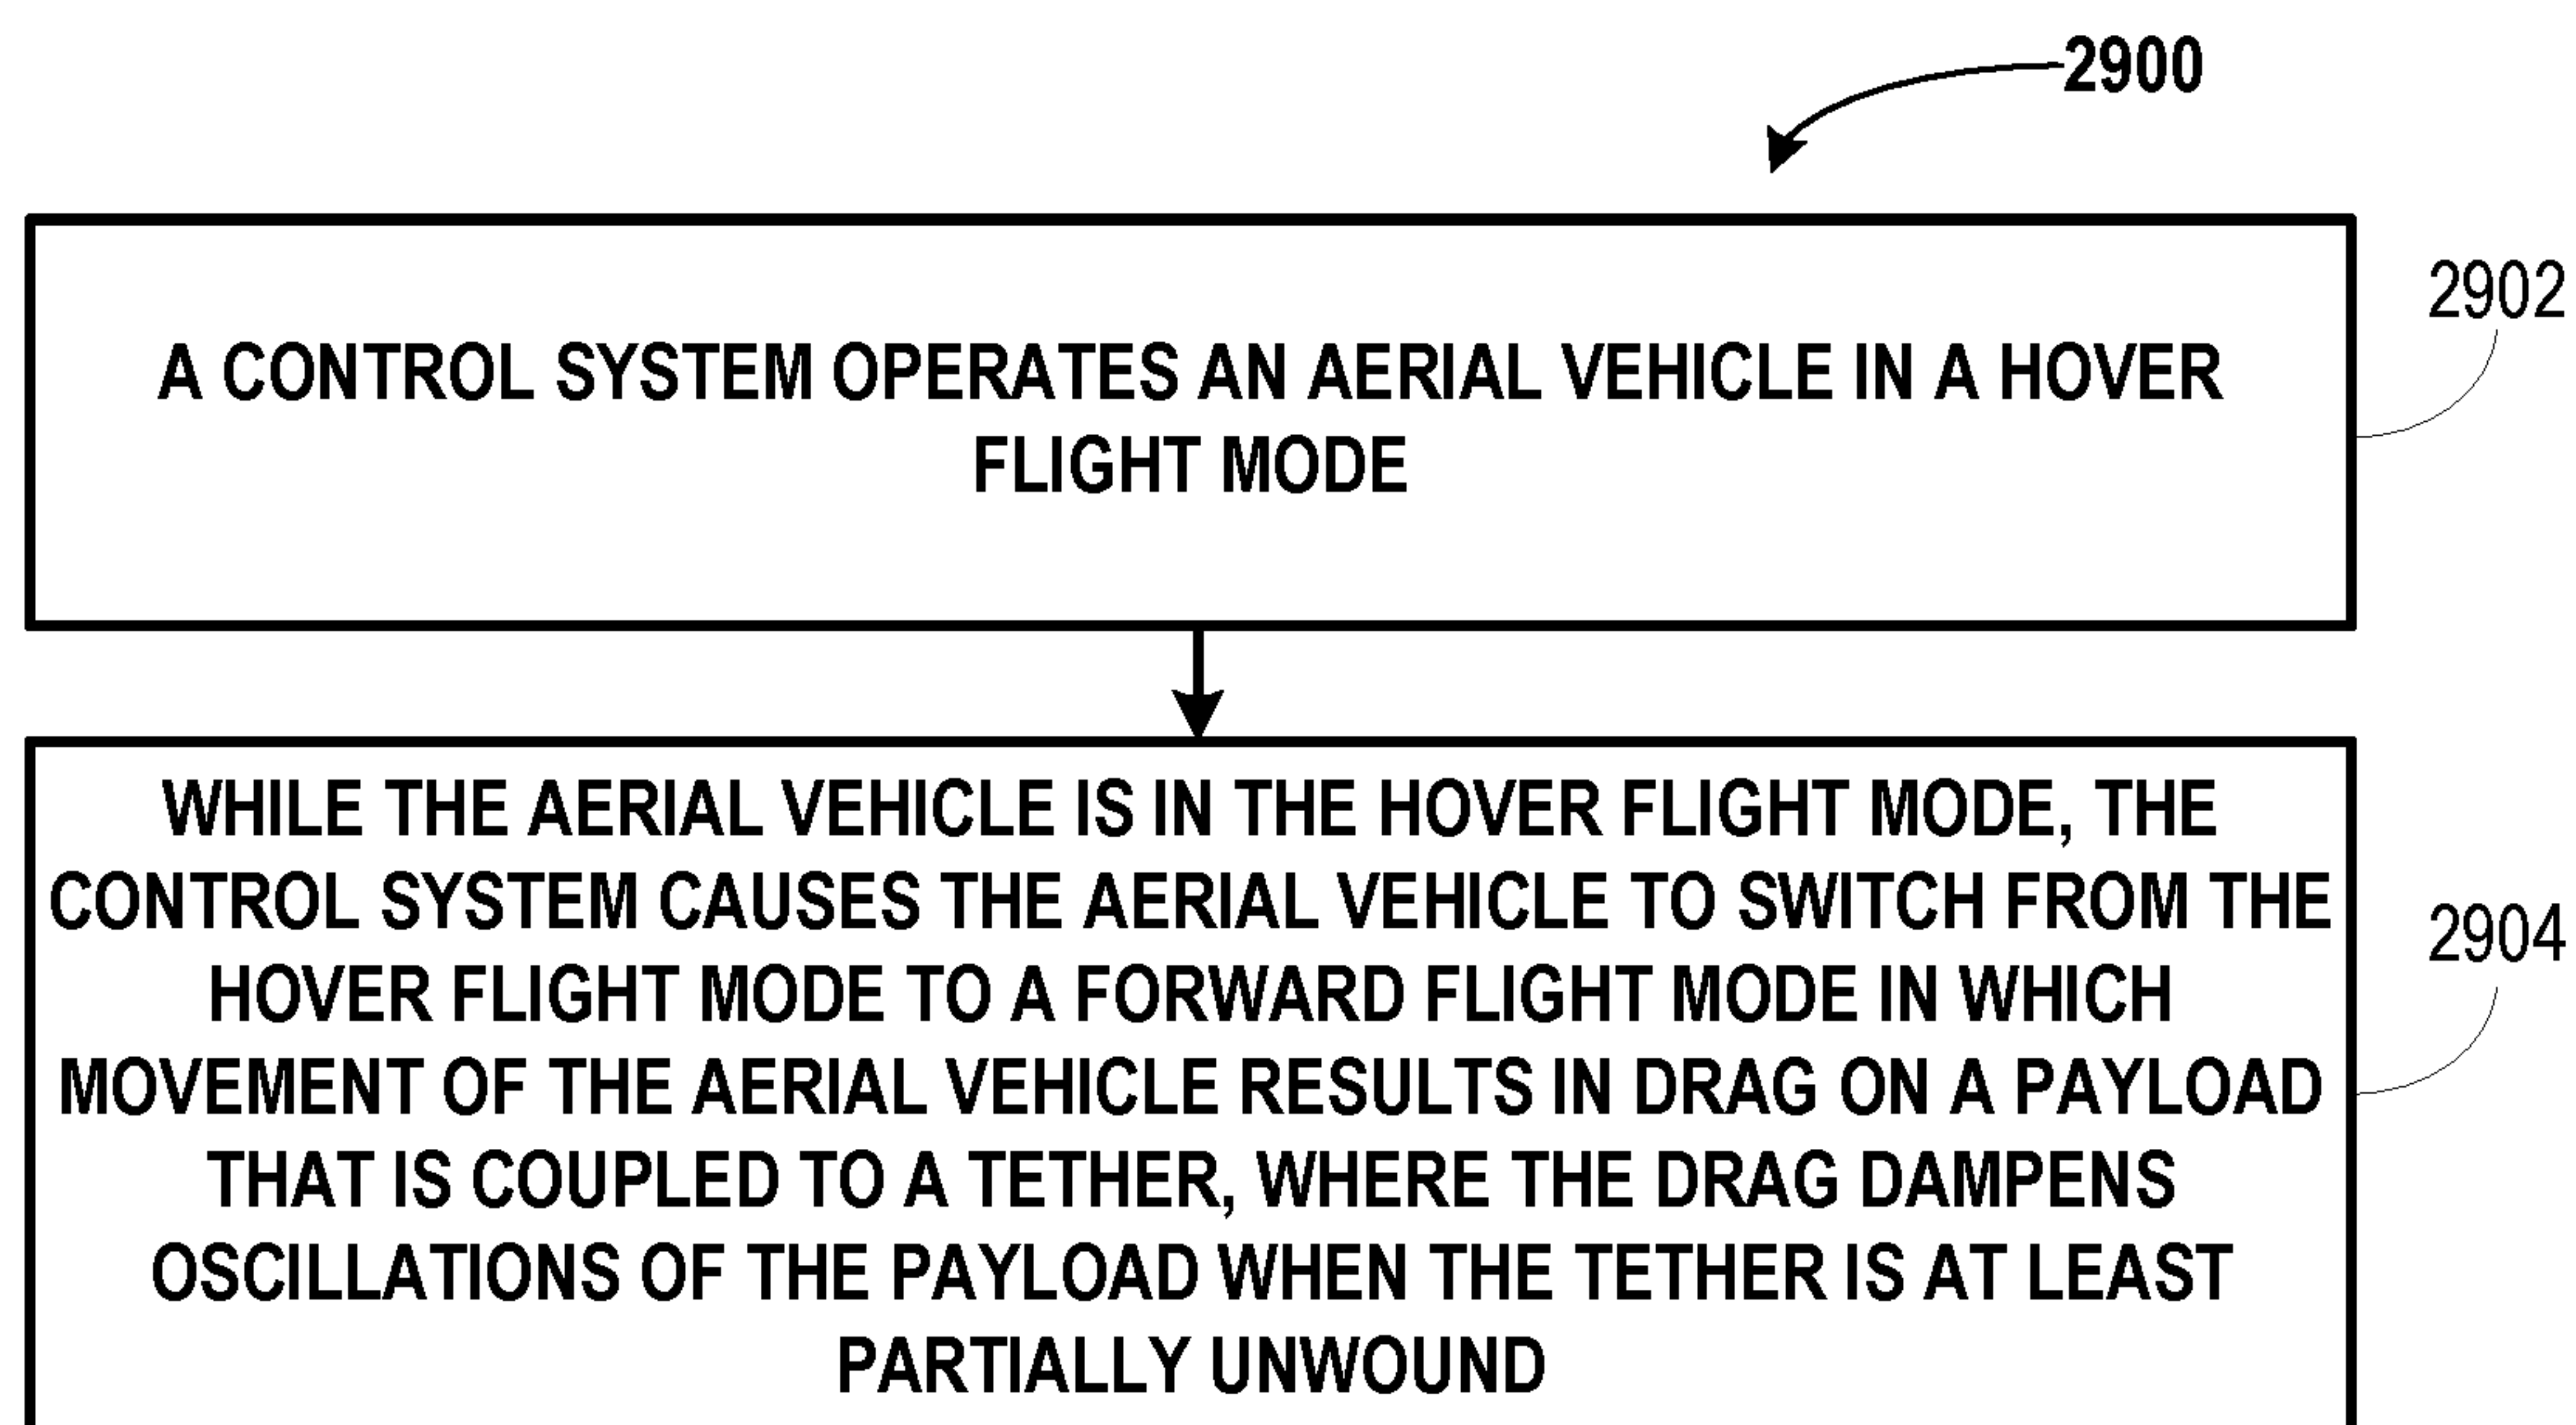 2900
A CONTROL SYSTEM OPERATES AN AERIAL VEHICLE IN A HOVER
FLIGHT MODE
2902
WHILE THE AERIAL VEHICLE IS IN THE HOVER FLIGHT MODE, THE
CONTROL SYSTEM CAUSES THE AERIAL VEHICLE TO SWITCH FROM THE
HOVER FLIGHT MODE TO A FORWARD FLIGHT MODE IN WHICH
MOVEMENT OF THE AERIAL VEHICLE RESULTS IN DRAG ON A PAYLOAD
THAT IS COUPLED TO A TETHER, WHERE THE DRAG DAMPENS
OSCILLATIONS OF THE PAYLOAD WHEN THE TETHER IS AT LEAST
PARTIALLY UNWOUND
2904